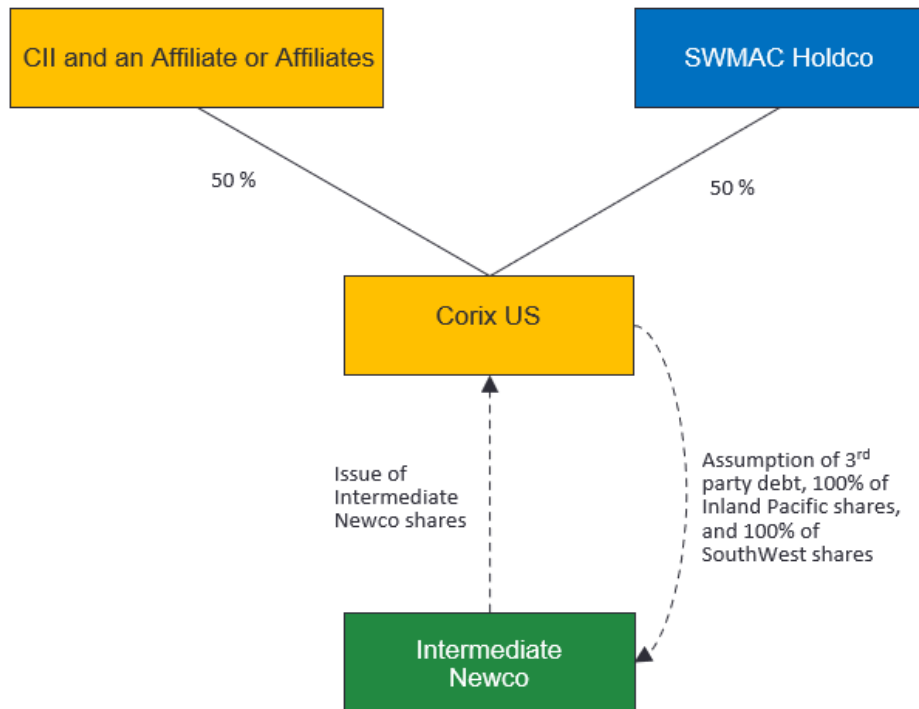 CII and an Affiliate or Affiliates
SWMAC Holdco
50 %
50 %
Corix US
Issue of
Intermediate
Newco shares
Assumption of 3rd
party debt, 100% of
Inland Pacific shares,
and 100% of
SouthWest shares
Intermediate
Newco